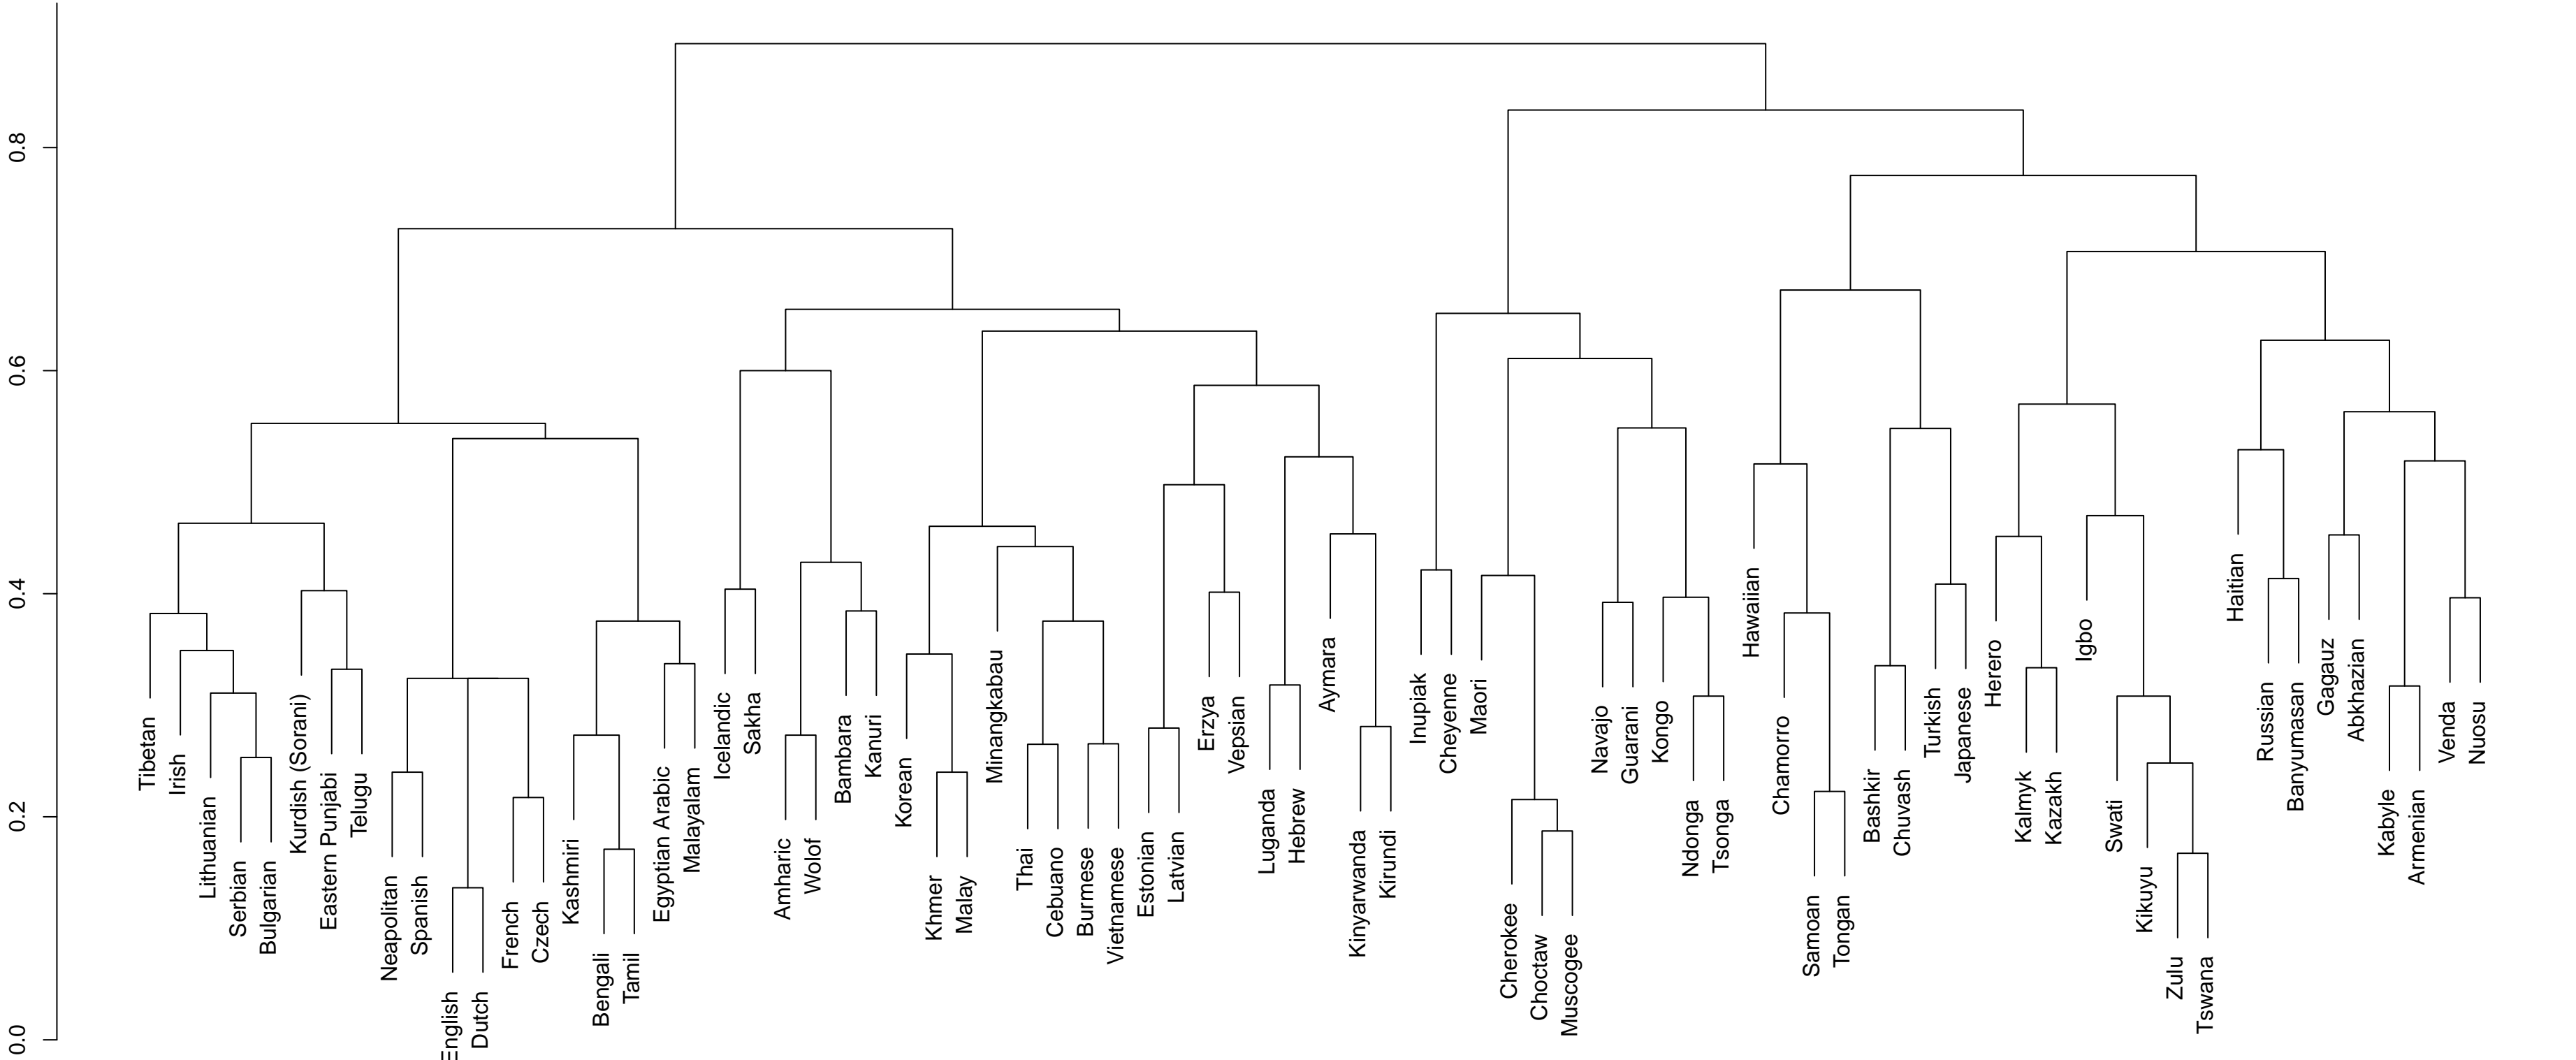 0.0
0.2
0.4
0.6
0.8
Tibetan
Irish
Lithuanian
Serbian
Bulgarian
Kurdish (Sorani)
Eastern Punjabi
Telugu
Neapolitan
Spanish
English
Dutch
French
Czech
Kashmiri
Bengali
Tamil
Egyptian Arabic
Malayalam
Icelandic
Sakha
Amharic
Wolof
Bambara
Kanuri
Korean
Khmer
Malay
Minangkabau
Thai
Cebuano
Burmese
Vietnamese
Estonian
Latvian
Erzya
Vepsian
Luganda
Hebrew
Aymara
Kinyarwanda
Kirundi
Inupiak
Cheyenne
Maori
Cherokee
Choctaw
Muscogee
Navajo
Guarani
Kongo
Ndonga
Tsonga
Hawaiian
Chamorro
Samoan
Tongan
Bashkir
Chuvash
Turkish
Japanese
Herero
Kalmyk
Kazakh
Igbo
Swati
Kikuyu
Zulu
Tswana
Haitian
Russian
Banyumasan
Gagauz
Abkhazian
Kabyle
Armenian
Venda
Nuosu